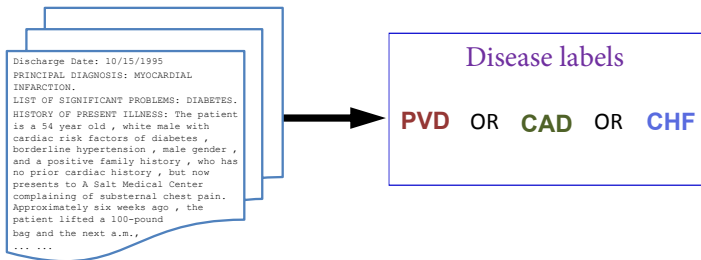 Discharge Date: 10/15/1995
PRINCIPAL DIAGNOSIS: MYOCARDIAL
INFARCTION.
LIST OF SIGNIFICANT PROBLEMS: DIABETES.
HISTORY OF PRESENT ILLNESS: The patient
is a 54 year old , white male with
cardiac risk factors of diabetes ,
borderline hypertension , male gender ,
and a positive family history , who has
no prior cardiac history , but now
presents to A Salt Medical Center
complaining of substernal chest pain.
Approximately six weeks ago , the
patient lifted a 100-pound
bag and the next a.m.,
... ...
Disease labels
PVD OR CAD OR CHF